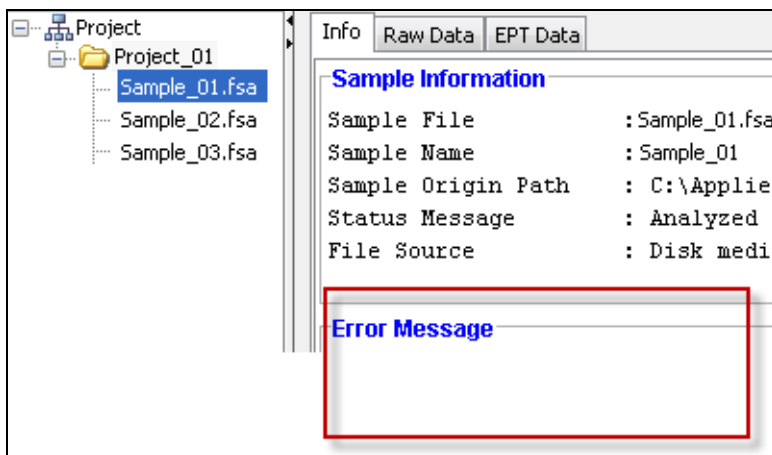 Project
Project_01
Sample_01.fsa
Sample_02.fsa
Sample_03.fsa
Info Raw Data EPT Data
Sample Information
Sample File : Sample_01.fsa
Sample Name : Sample_01
Sample Origin Path : C:\Applie
Status Message : Analyzed
File Source : Disk medi
Error Message